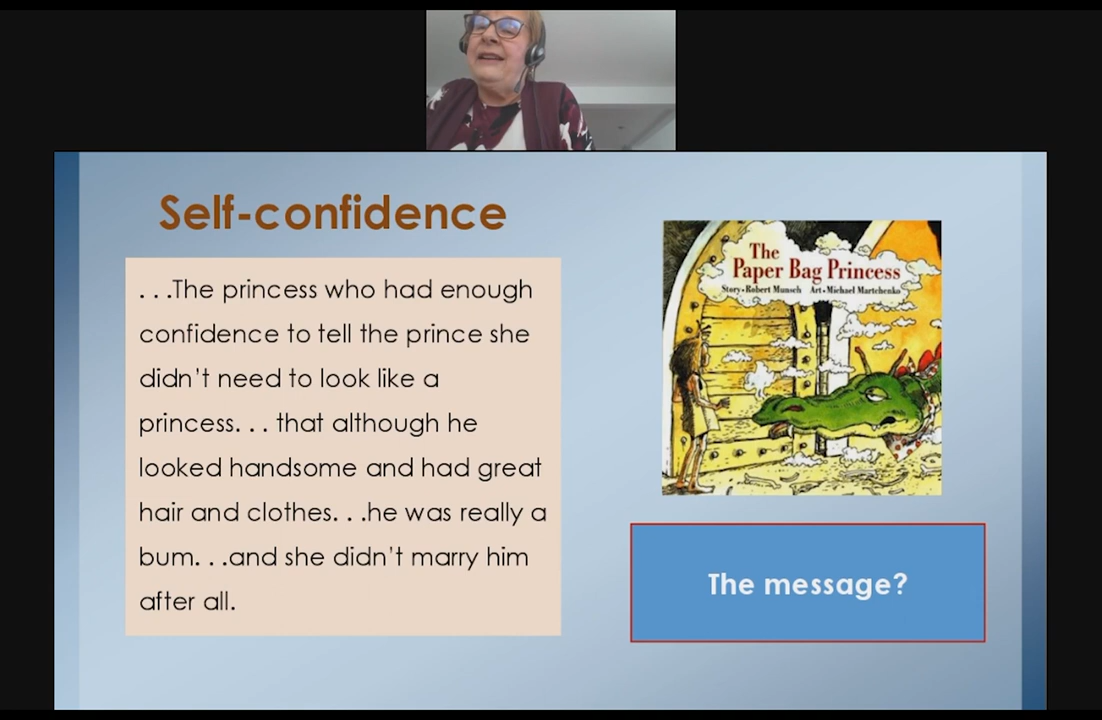 Self-confidence
. . .The princess who had enough
confidence to tell the prince she
didn't need to look like a
princess. . . that although he
looked handsome and had great
hair and clothes. . .he was really a
bum. . .and she didn't marry him
after all.
The
Paper Bag Princess
Story • Robert Munsch Art • Michael Martchenko
The message?